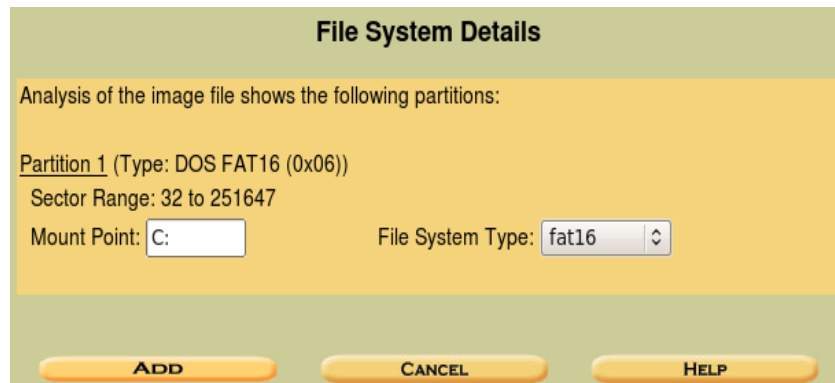 File System Details
Analysis of the image file shows the following partitions:
Partition 1 (Type: DOS FAT16 (0x06))
Sector Range: 32 to 251647
Mount Point: C: File System Type: fat16
ADD CANCEL HELP